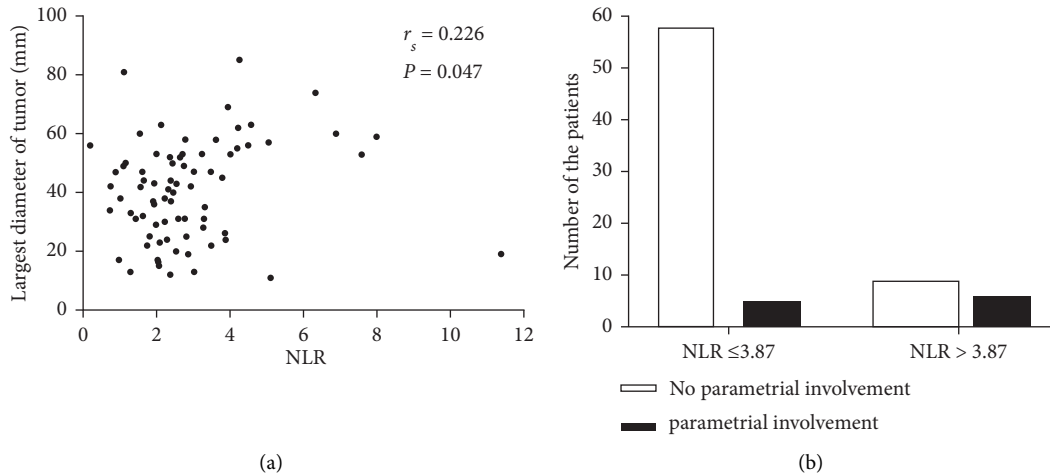 100
80
60
40
20
0
Largest diameter of tumor (mm)
r_s = 0.226
P = 0.047
0 2 4 6 8 10 12
NLR
(a)
60
50
40
30
20
10
0
Number of the patients
NLR ≤3.87 NLR > 3.87
No parametrial involvement
parametrial involvement
(b)